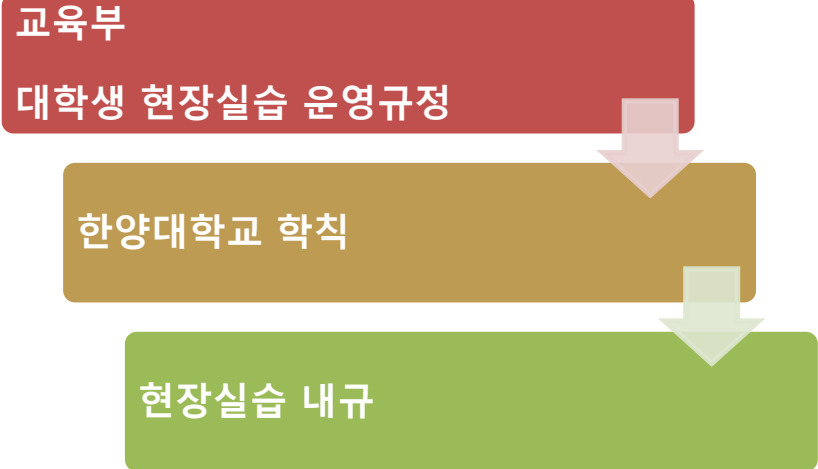 교육부
대학생 현장실습 운영규정
한양대학교 학칙
현장실습 내규